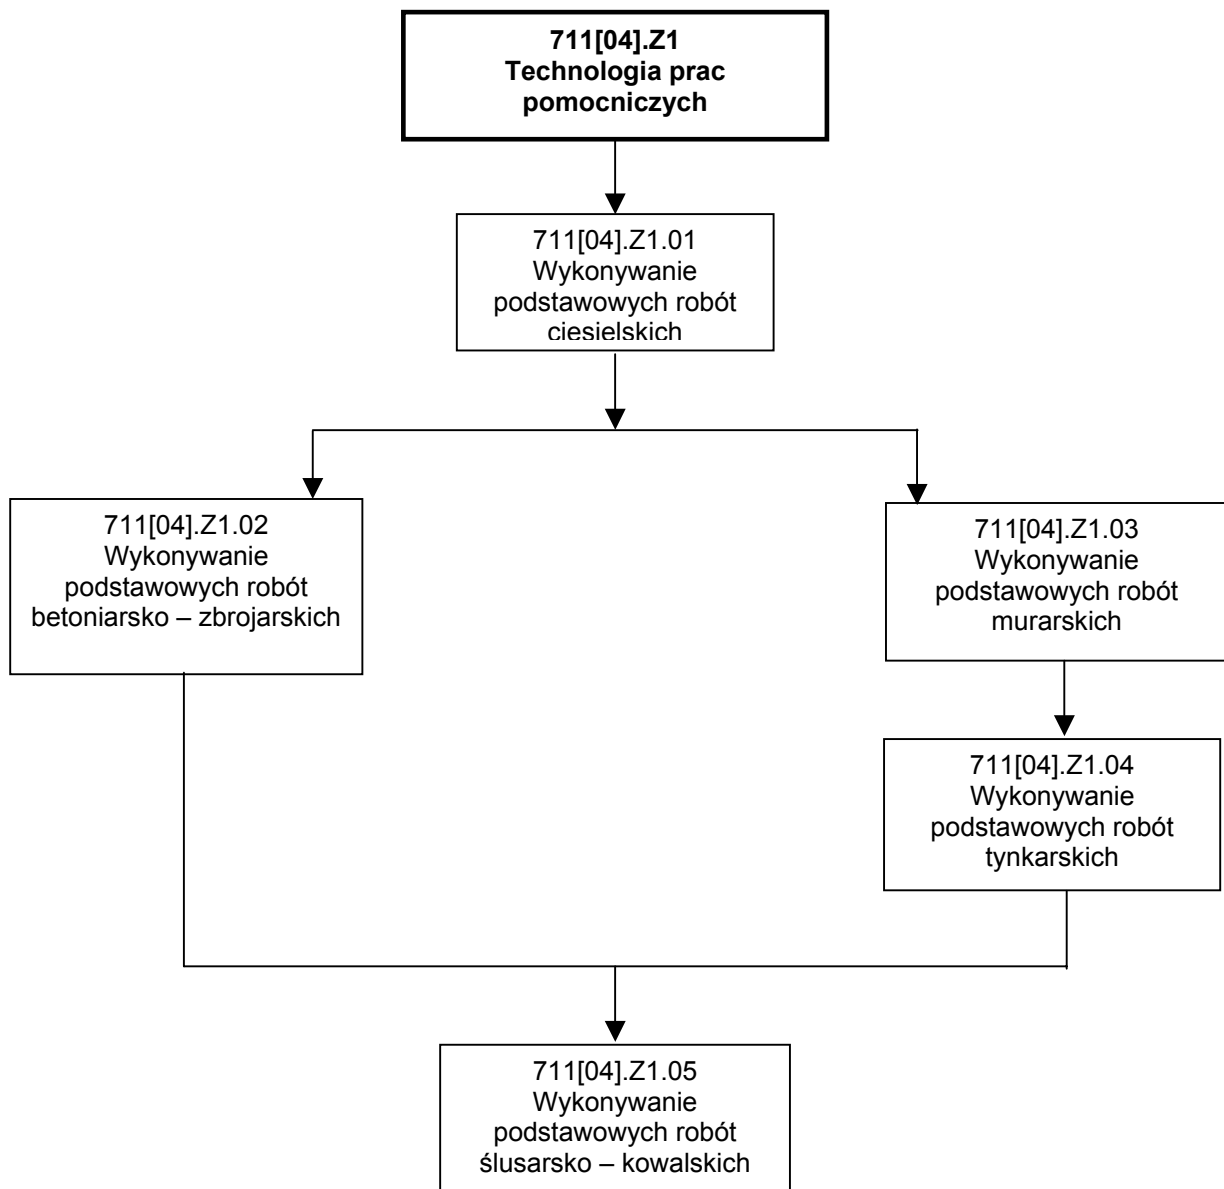 711[04].Z1
Technologia prac
pomocniczych
711[04].Z1.01
Wykonywanie
podstawowych robót
ciesielskich
711[04].Z1.02
Wykonywanie
podstawowych robót
betoniarsko – zbrojarskich
711[04].Z1.03
Wykonywanie
podstawowych robót
murarskich
711[04].Z1.04
Wykonywanie
podstawowych robót
tynkarskich
711[04].Z1.05
Wykonywanie
podstawowych robót
ślusarsko – kowalskich